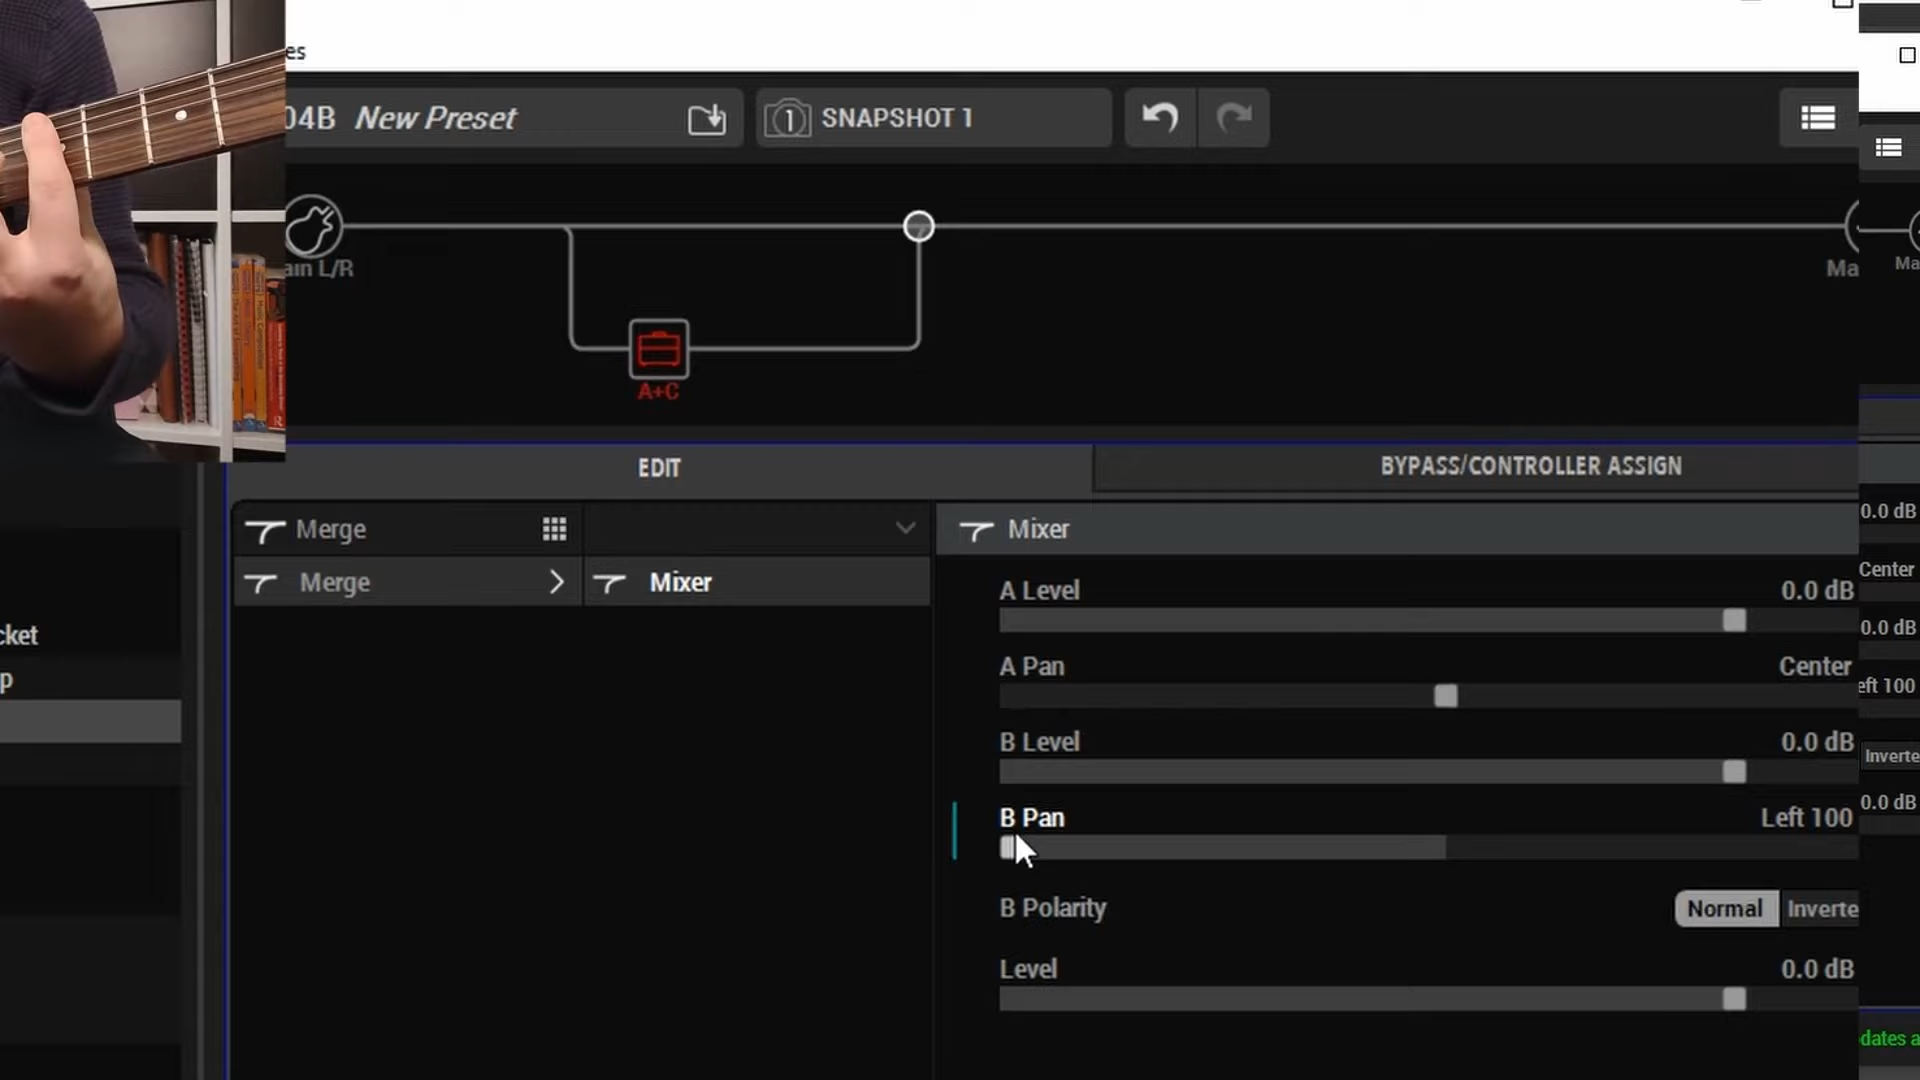 es
04B New Preset
1 SNAPSHOT 1
ain L/R
Ma
Ma
A+C
EDIT
BYPASS/CONTROLLER ASSIGN
Merge
Mixer
Merge
Mixer
A Level 0.0 dB
A Pan Center
B Level 0.0 dB
B Pan Left 100
B Polarity Normal Inverte
Level 0.0 dB
cket
p
0.0 dB
Center
0.0 dB
eft 100
Inverte
0.0 dB
dates a